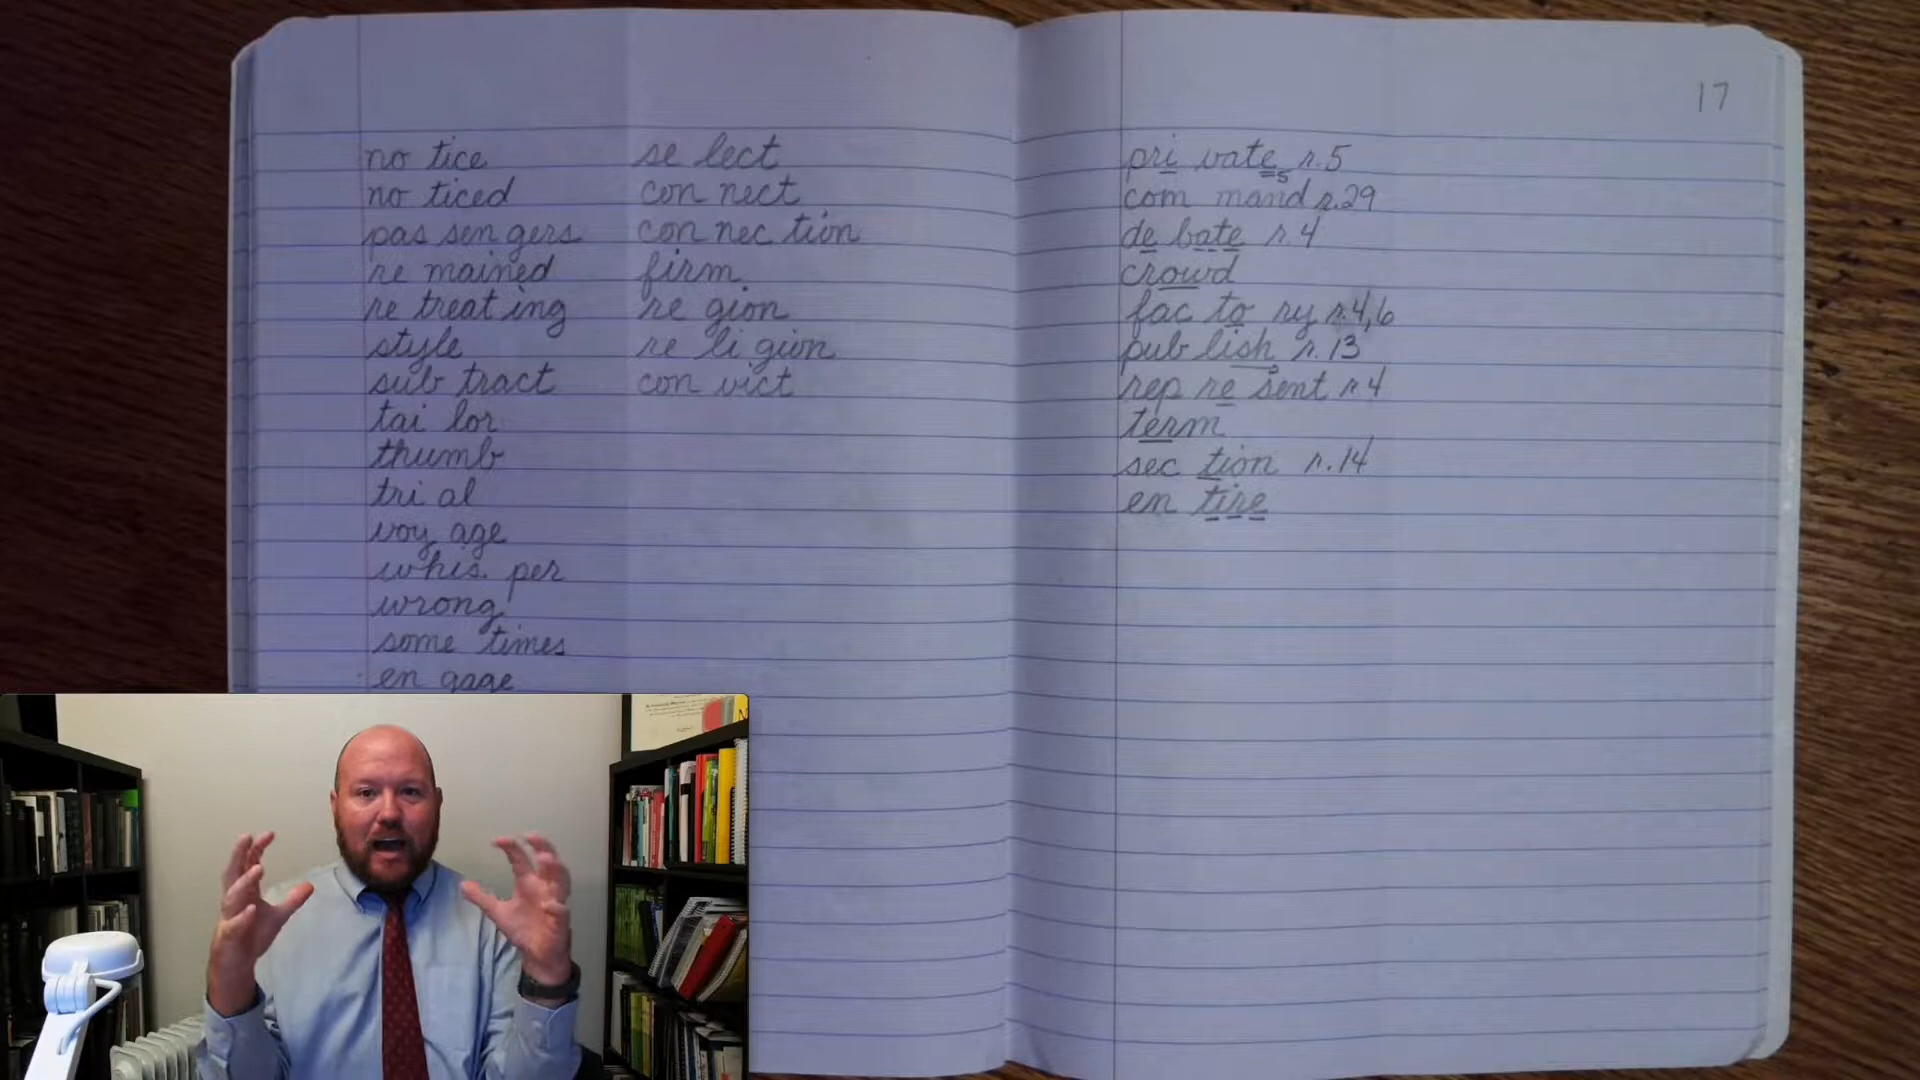 17
no tice
no ticed
pas sen gers
re mained
re treat ing
style
sub tract
tai lor
thumb
tri al
voy age
whis per
wrong
some times
en gage
se lect
con nect
con nec tion
firm
re gion
re li gion
con vict
pri vate r.5
5
com mand r.29
de bate r.4
crowd
fac to ry r.4,6
pub lish r.13
rep re sent r.4
term
sec tion r.14
en tire